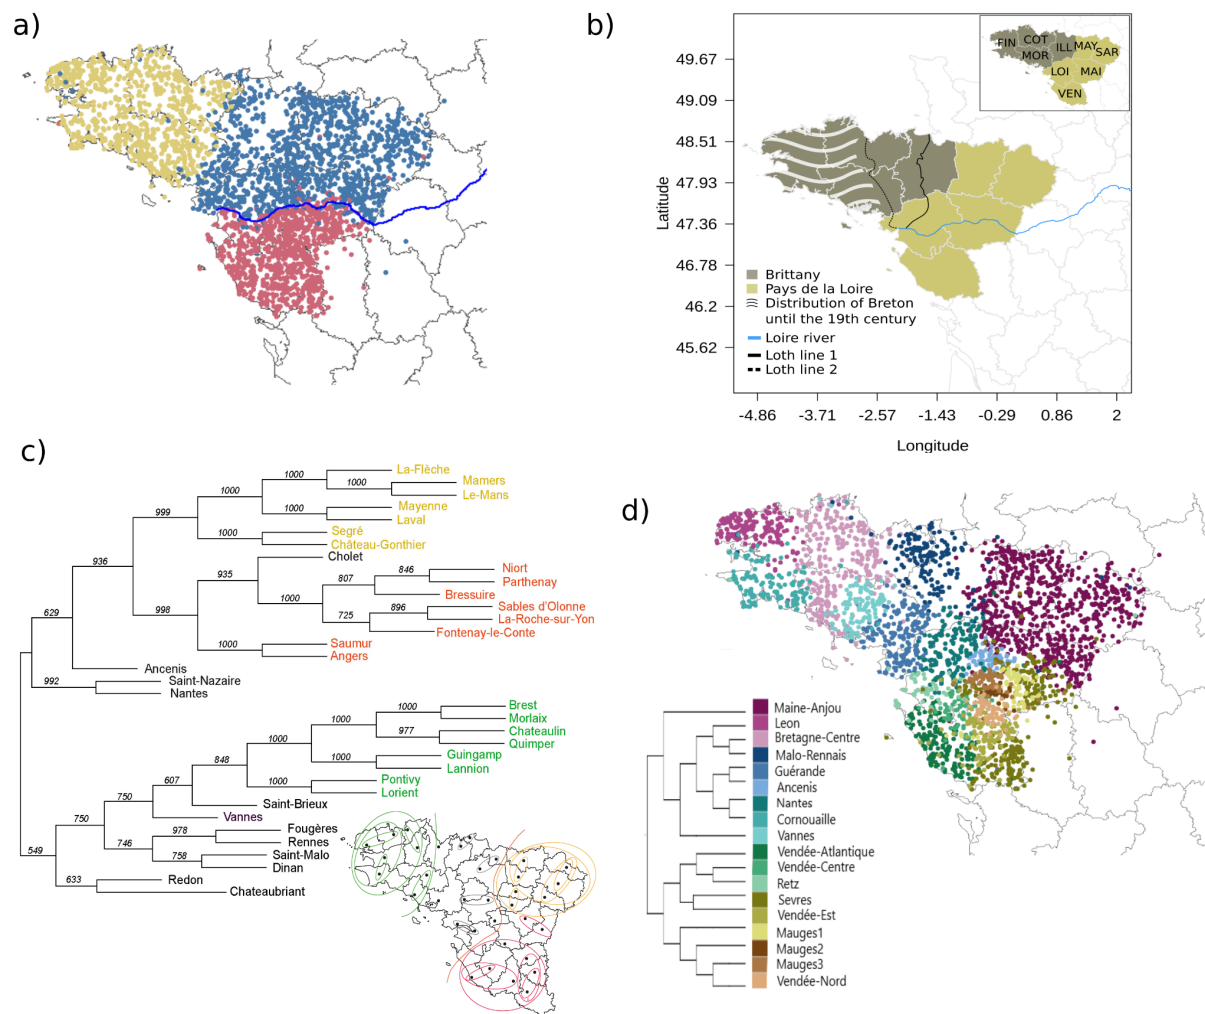 a)
b)
49.67
49.09
48.51
47.93
47.36
46.78
46.2
45.62
Latitude
FIN
COT
ILL
MAY
SAR
MOR
LOI
MAI
VEN
Brittany
Pays de la Loire
Distribution of Breton
until the 19th century
Loire river
Loth line 1
Loth line 2
-4.86
-3.71
-2.57
-1.43
-0.29
0.86
2
Longitude
c)
La-Flèche
1000
Mamers
1000
1000
Le-Mans
Mayenne
999
1000
Laval
Segré
1000
Château-Gonthier
Cholet
936
935
846
Niort
807
Parthenay
Bressuire
1000
629
998
725
896
Sables d'Olonne
La-Roche-sur-Yon
Fontenay-le-Conte
1000
Saumur
Angers
Ancenis
992
Saint-Nazaire
Nantes
1000
Brest
Morlaix
1000
977
Chateaulin
Quimper
1000
1000
Guingamp
Lannion
848
1000
Pontivy
Lorient
607
Saint-Brieux
750
Vannes
750
978
Fougères
Rennes
746
758
Saint-Malo
Dinan
549
633
Redon
Chateaubriant
d)
Maine-Anjou
Leon
Bretagne-Centre
Malo-Rennais
Guérande
Ancenis
Nantes
Cornouaille
Vannes
Vendée-Atlantique
Vendée-Centre
Retz
Sevres
Vendée-Est
Mauges1
Mauges2
Mauges3
Vendée-Nord